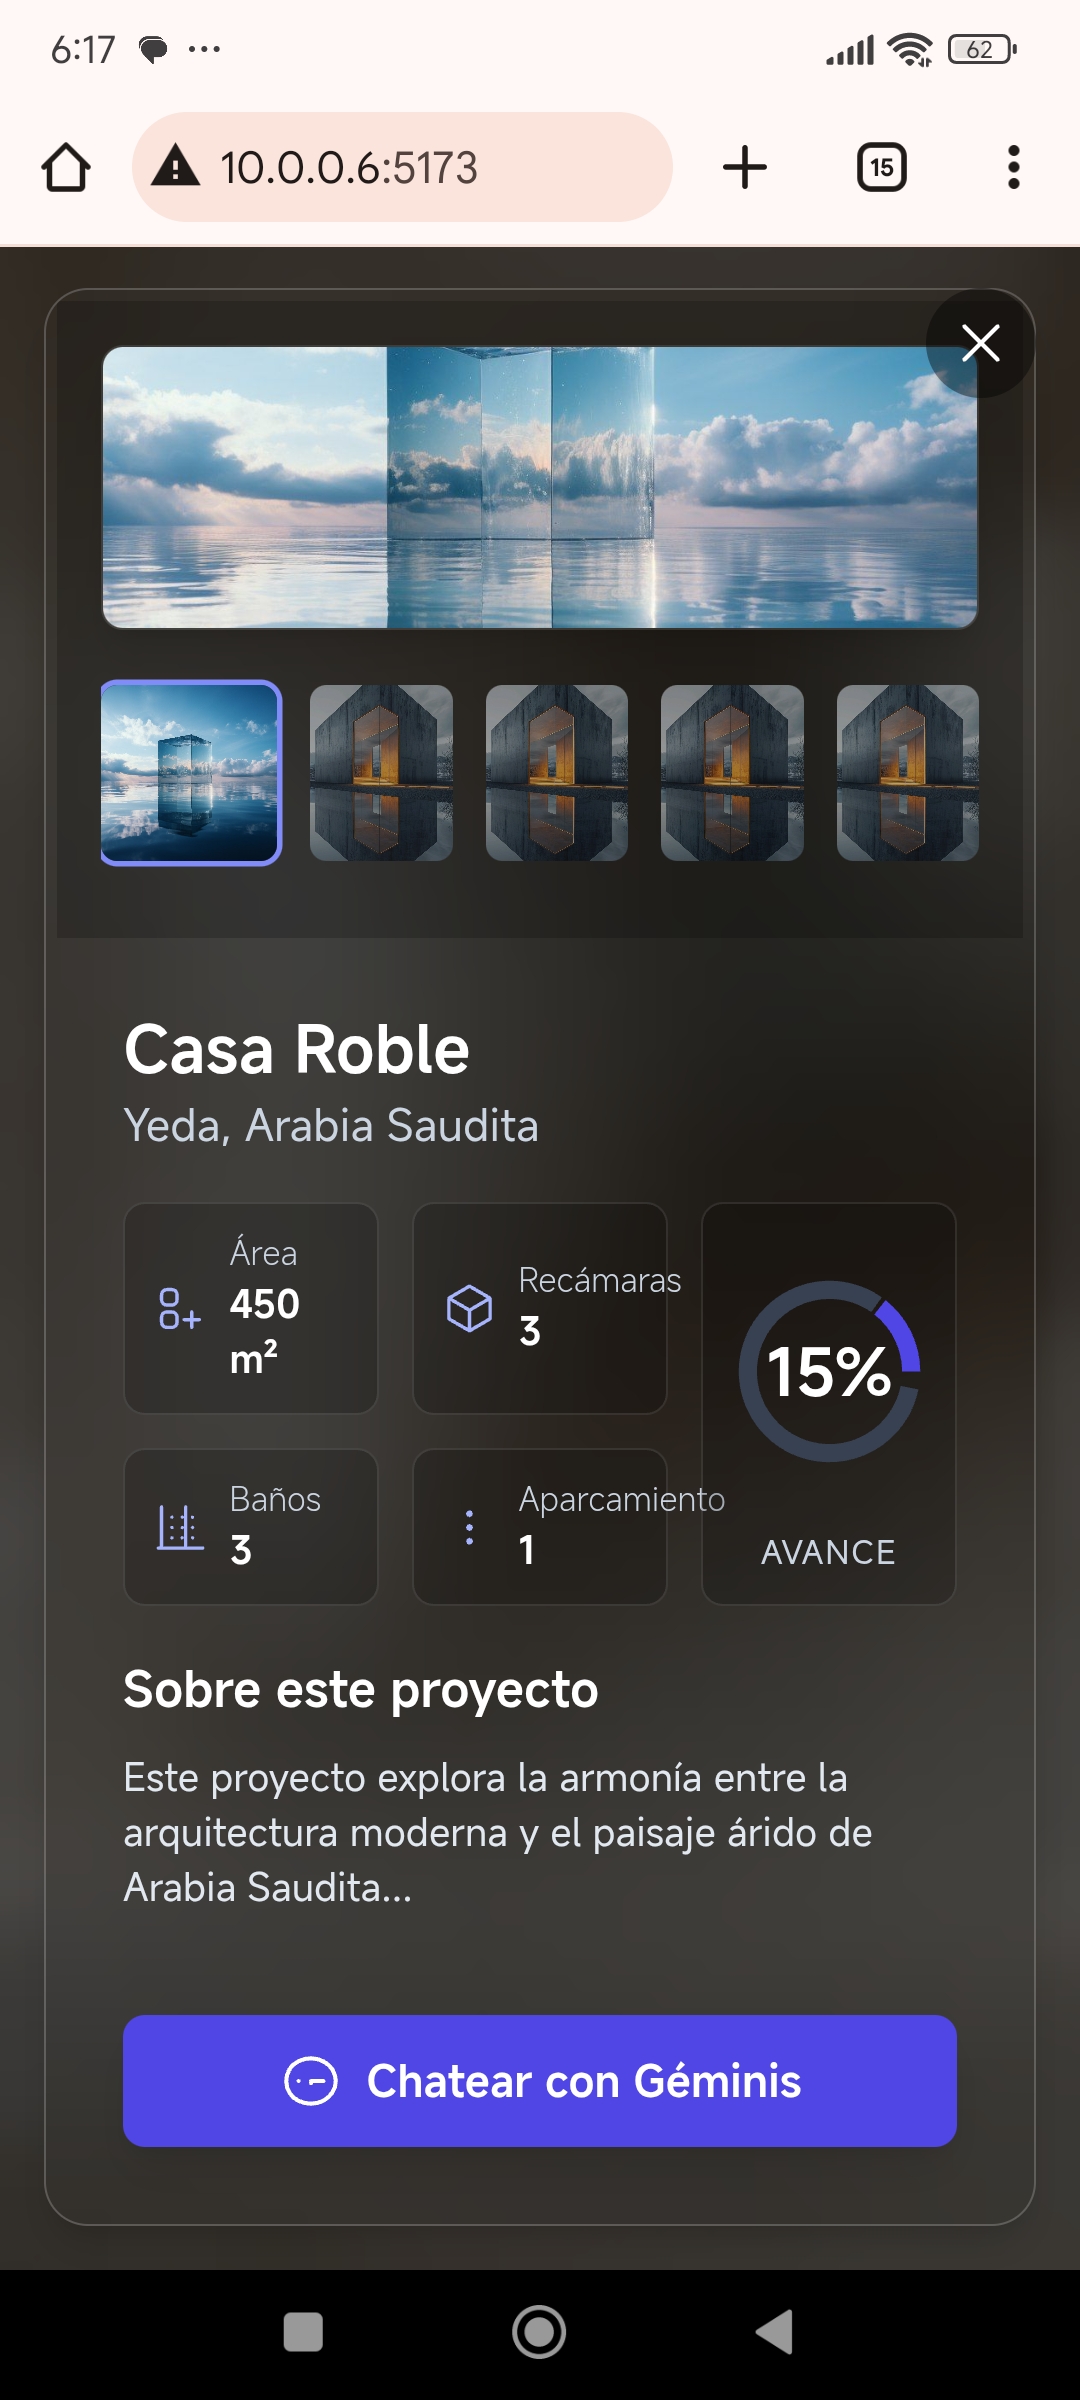 6:17
62
10.0.0.6:5173
15
Casa Roble
Yeda, Arabia Saudita
Área
450
m²
Recámaras
3
15%
AVANCE
Baños
3
Aparcamiento
1
Sobre este proyecto
Este proyecto explora la armonía entre la
arquitectura moderna y el paisaje árido de
Arabia Saudita...
Chatear con Géminis